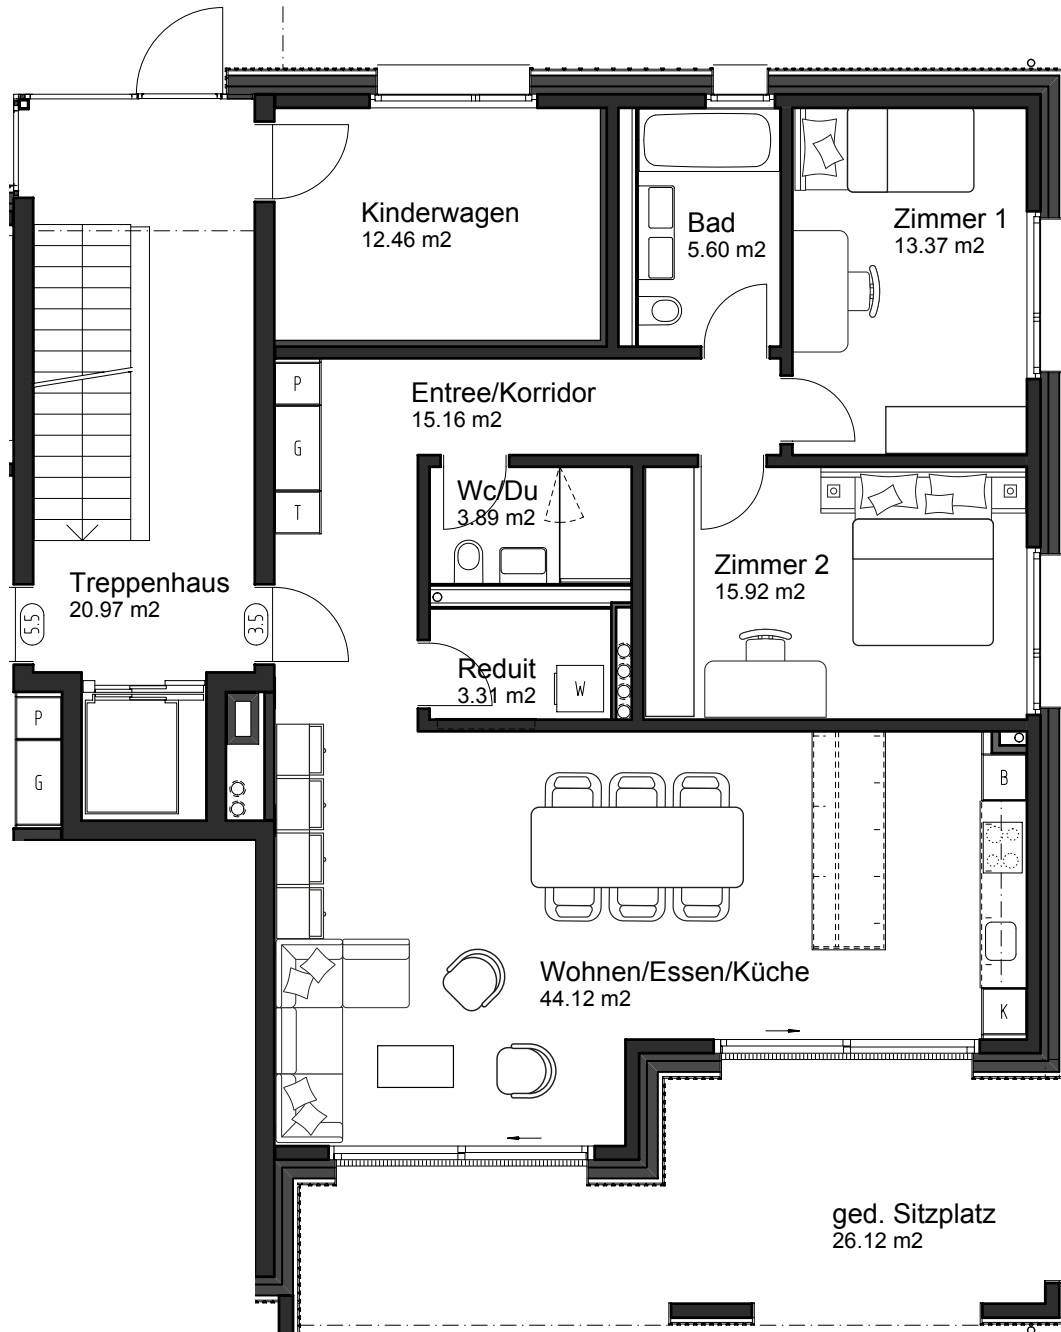 Kinderwagen
12.46 m2
Bad
5.60 m2
Zimmer 1
13.37 m2
Entree/Korridor
15.16 m2
P
G
T
Wc/Du
3.89 m2
Zimmer 2
15.92 m2
Treppenhaus
20.97 m2
5.5
3.5
Reduit
3.31 m2
W
P
G
B
Wohnen/Essen/Küche
44.12 m2
K
ged. Sitzplatz
26.12 m2